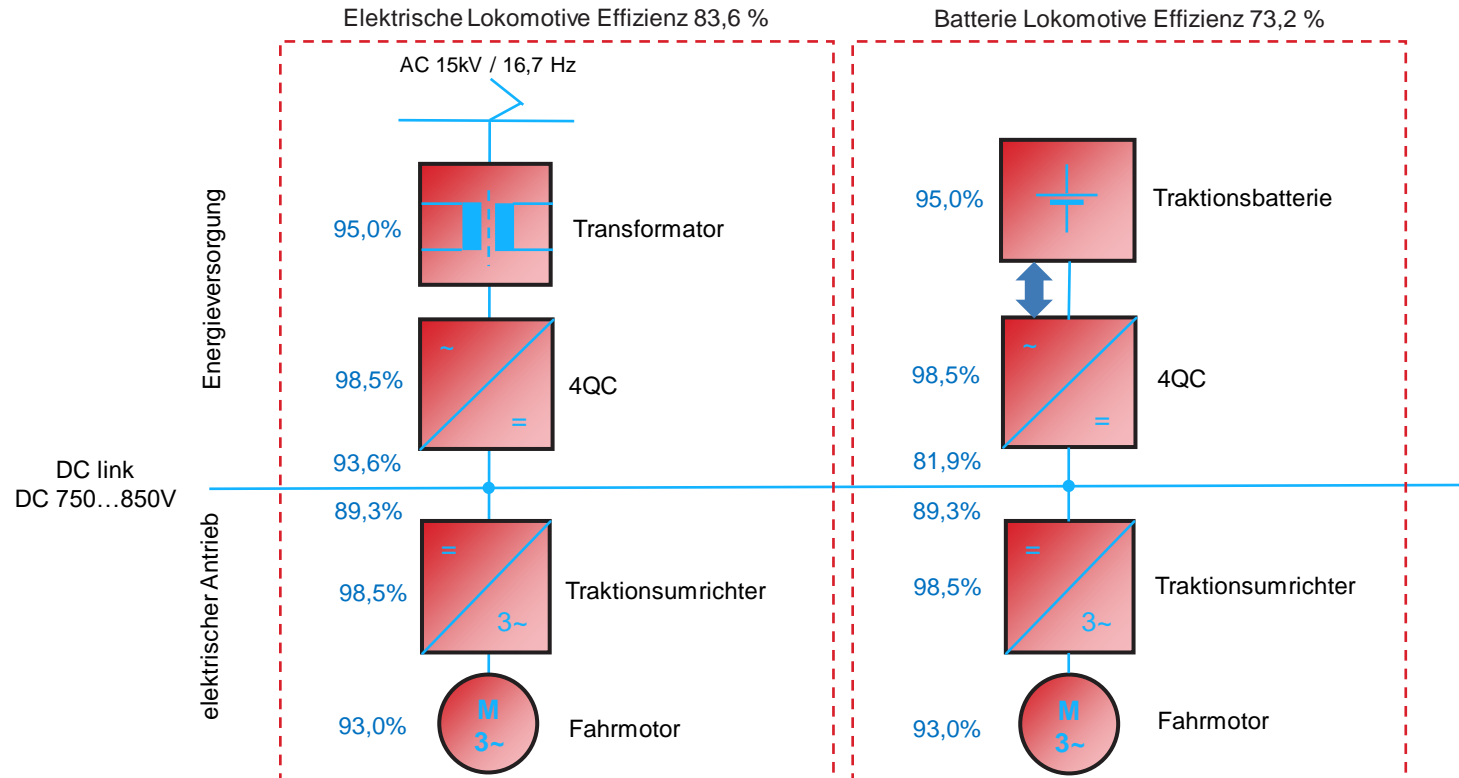 Elektrische Lokomotive Effizienz 83,6 %
Batterie Lokomotive Effizienz 73,2 %
AC 15kV / 16,7 Hz
Energieversorgung
95,0%
Transformator
95,0%
Traktionsbatterie
~
=
98,5%
4QC
~
=
98,5%
4QC
93,6%
81,9%
DC link
DC 750...850V
89,3%
89,3%
elektrischer Antrieb
=
3~
98,5%
Traktionsumrichter
=
3~
98,5%
Traktionsumrichter
M
3~
93,0%
Fahrmotor
M
3~
93,0%
Fahrmotor